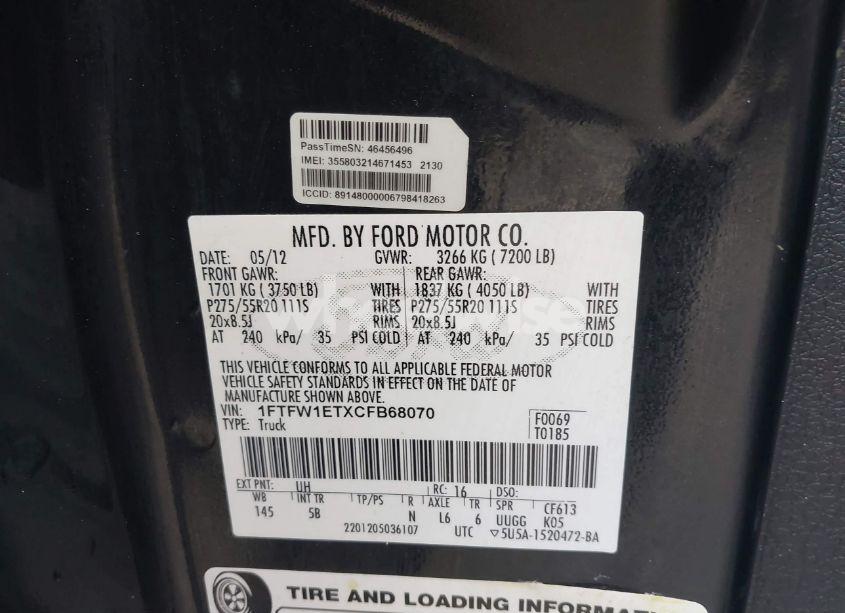 PassTimeSN: 46456496
IMEI: 355803214671453 2130
ICCID: 89148000006798418263
MFD. BY FORD MOTOR CO.
DATE: 05/12 GVWR: 3266 KG ( 7200 LB)
FRONT GAWR: REAR GAWR:
1701 KG ( 3750 LB) WITH 1837 KG ( 4050 LB) WITH
P275/55R20 111S TIRES P275/55R20 111S TIRES
20x8.5J RIMS 20x8.5J RIMS
AT 240 kPa/ 35 PSI COLD AT 240 kPa/ 35 PSI COLD
THIS VEHICLE CONFORMS TO ALL APPLICABLE FEDERAL MOTOR
VEHICLE SAFETY STANDARDS IN EFFECT ON THE DATE OF
MANUFACTURE SHOWN ABOVE.
VIN: 1FTFW1ETXCFB68070 F0069
TYPE: Truck T0185
EXT PNT: UH RC: 16 DSO:
WB INT TR TP/PS R AXLE TR SPR CF613
145 5B N L6 6 UUGG K05
2201205036107 UTC ▽5U5A-1520472-BA
TIRE AND LOADING INFORMATI